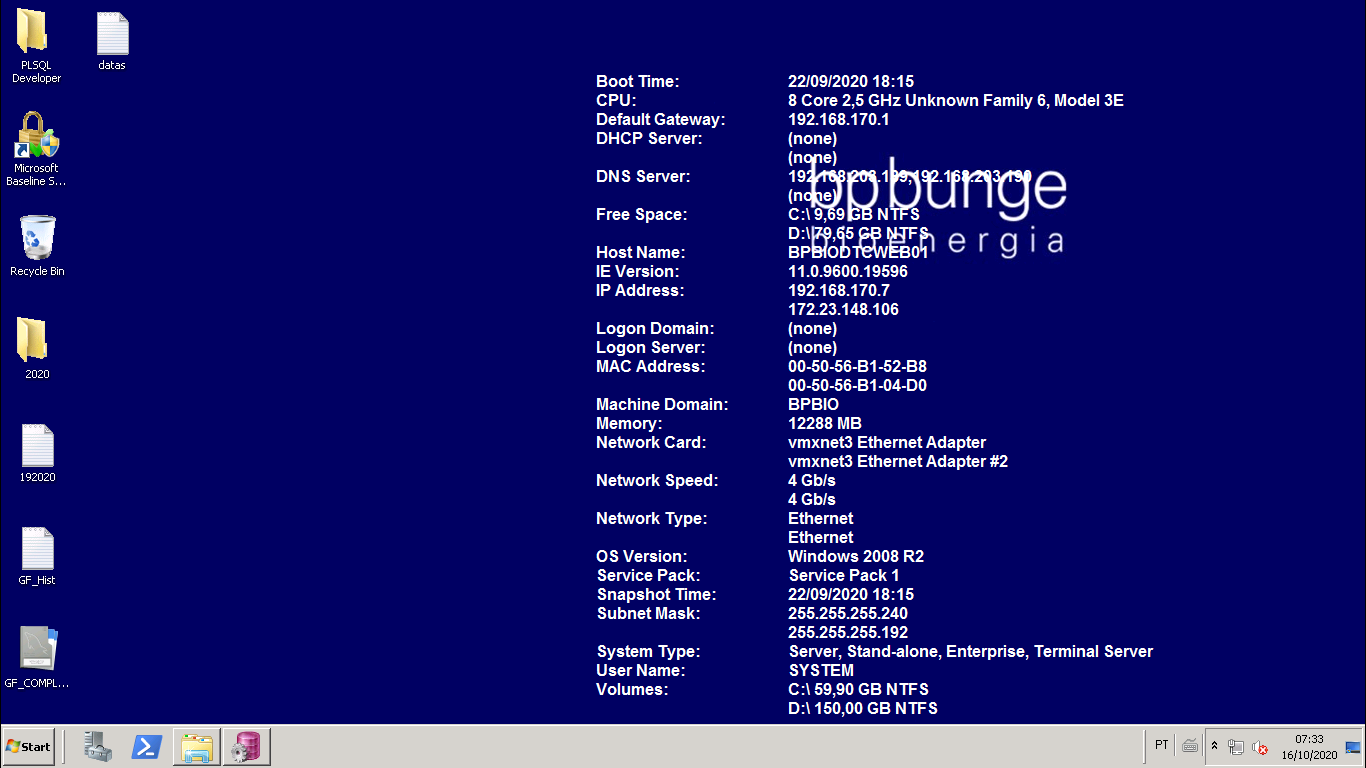 PLSQL
Developer
datas
Microsoft
Baseline S...
Recycle Bin
2020
192020
GF_Hist
GF_COMPL...
bpbunge
bioenergia
Boot Time: 22/09/2020 18:15
CPU: 8 Core 2,5 GHz Unknown Family 6, Model 3E
Default Gateway: 192.168.170.1
DHCP Server: (none)
(none)
DNS Server: 192.168.203.199,192.168.203.190
(none)
Free Space: C:\ 9,69 GB NTFS
D:\ 79,65 GB NTFS
Host Name: BPBIODTCWEB01
IE Version: 11.0.9600.19596
IP Address: 192.168.170.7
172.23.148.106
Logon Domain: (none)
Logon Server: (none)
MAC Address: 00-50-56-B1-52-B8
00-50-56-B1-04-D0
Machine Domain: BPBIO
Memory: 12288 MB
Network Card: vmxnet3 Ethernet Adapter
vmxnet3 Ethernet Adapter #2
Network Speed: 4 Gb/s
4 Gb/s
Network Type: Ethernet
Ethernet
OS Version: Windows 2008 R2
Service Pack: Service Pack 1
Snapshot Time: 22/09/2020 18:15
Subnet Mask: 255.255.255.240
255.255.255.192
System Type: Server, Stand-alone, Enterprise, Terminal Server
User Name: SYSTEM
Volumes: C:\ 59,90 GB NTFS
D:\ 150,00 GB NTFS
Start
PT
07:33
16/10/2020